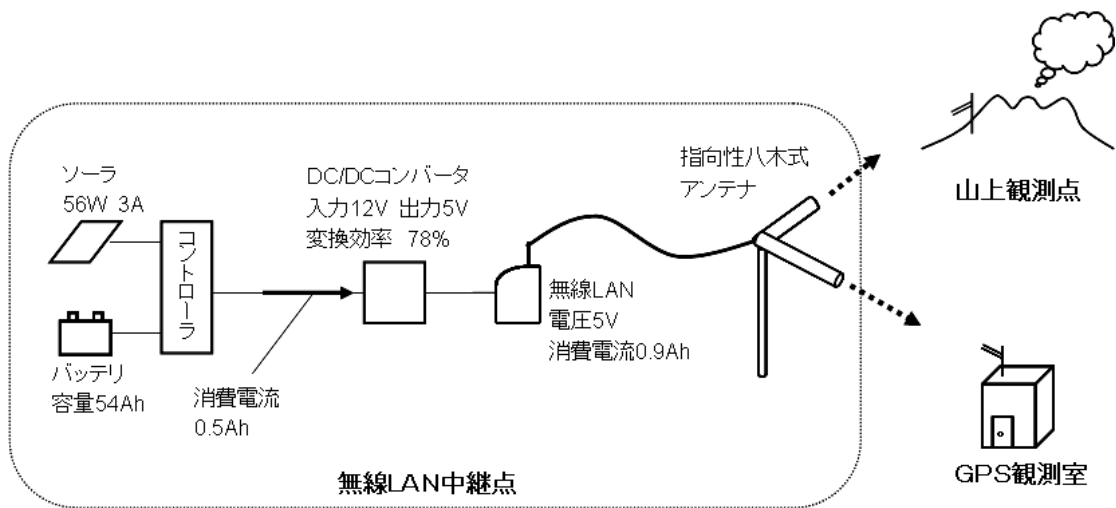 ソーラ
56W 3A
コントローラ
バッテリ
容量54Ah
消費電流
0.5Ah
DC/DCコンバータ
入力12V 出力5V
変換効率 78%
無線LAN
電圧5V
消費電流0.9Ah
指向性八木式
アンテナ
山上観測点
GPS観測室
無線LAN中継点